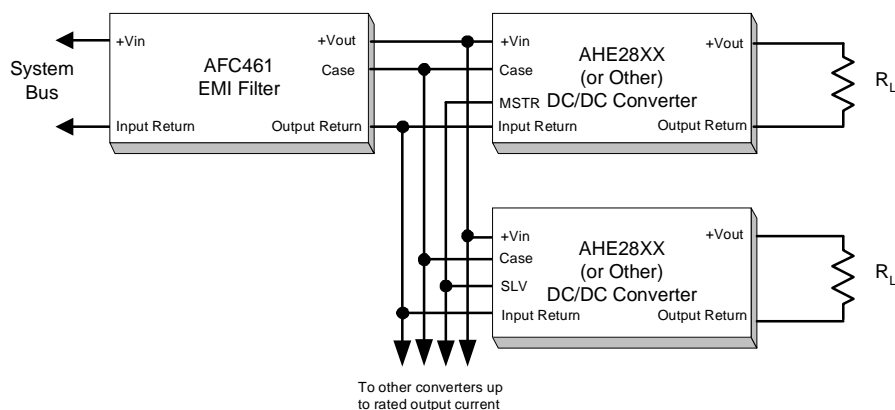 System
Bus
+Vin
Input Return
AFC461
EMI Filter
+Vout
Case
Output Return
+Vin
Case
MSTR
Input Return
AHE28XX
(or Other)
DC/DC Converter
+Vout
Output Return
RL
+Vin
Case
SLV
Input Return
AHE28XX
(or Other)
DC/DC Converter
+Vout
Output Return
RL
To other converters up
to rated output current